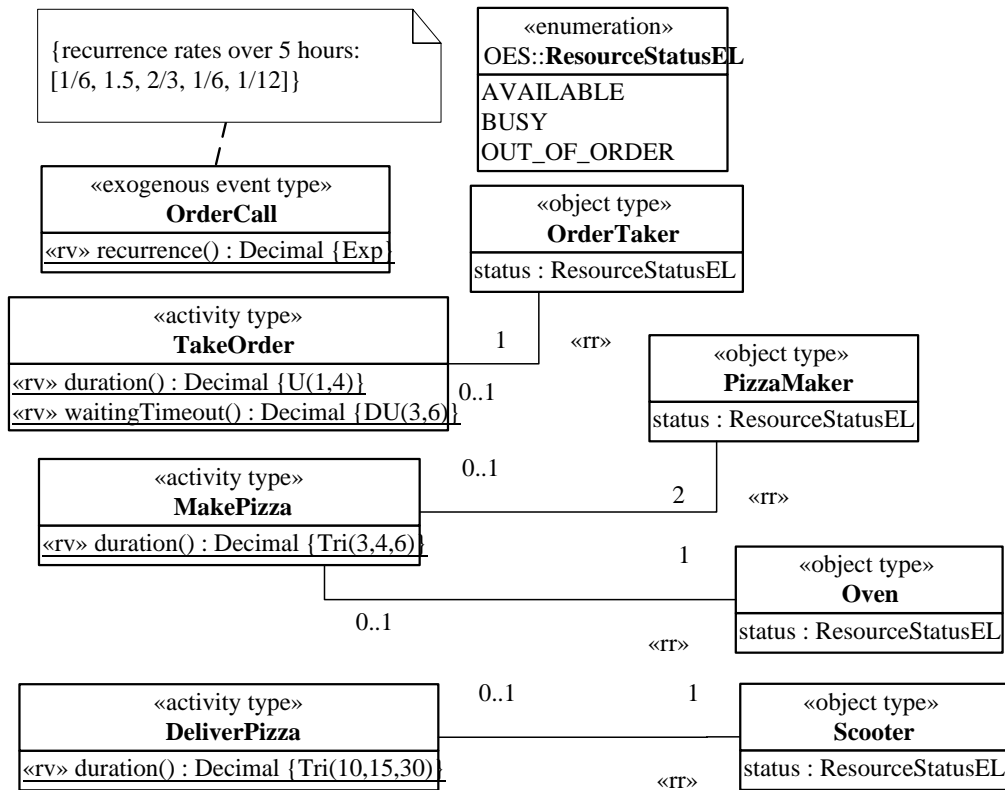 {recurrence rates over 5 hours:
[1/6, 1.5, 2/3, 1/6, 1/12]}
«enumeration»
OES::ResourceStatusEL
AVAILABLE
BUSY
OUT_OF_ORDER
«exogenous event type»
OrderCall
«rv» recurrence() : Decimal {Exp}
«object type»
OrderTaker
status : ResourceStatusEL
«activity type»
TakeOrder
«rv» duration() : Decimal {U(1,4)}
«rv» waitingTimeout() : Decimal {DU(3,6)}
1
«rr»
0..1
«object type»
PizzaMaker
status : ResourceStatusEL
«activity type»
MakePizza
«rv» duration() : Decimal {Tri(3,4,6)}
0..1
2
«rr»
1
0..1
«rr»
«object type»
Oven
status : ResourceStatusEL
«activity type»
DeliverPizza
«rv» duration() : Decimal {Tri(10,15,30)}
0..1
1
«rr»
«object type»
Scooter
status : ResourceStatusEL